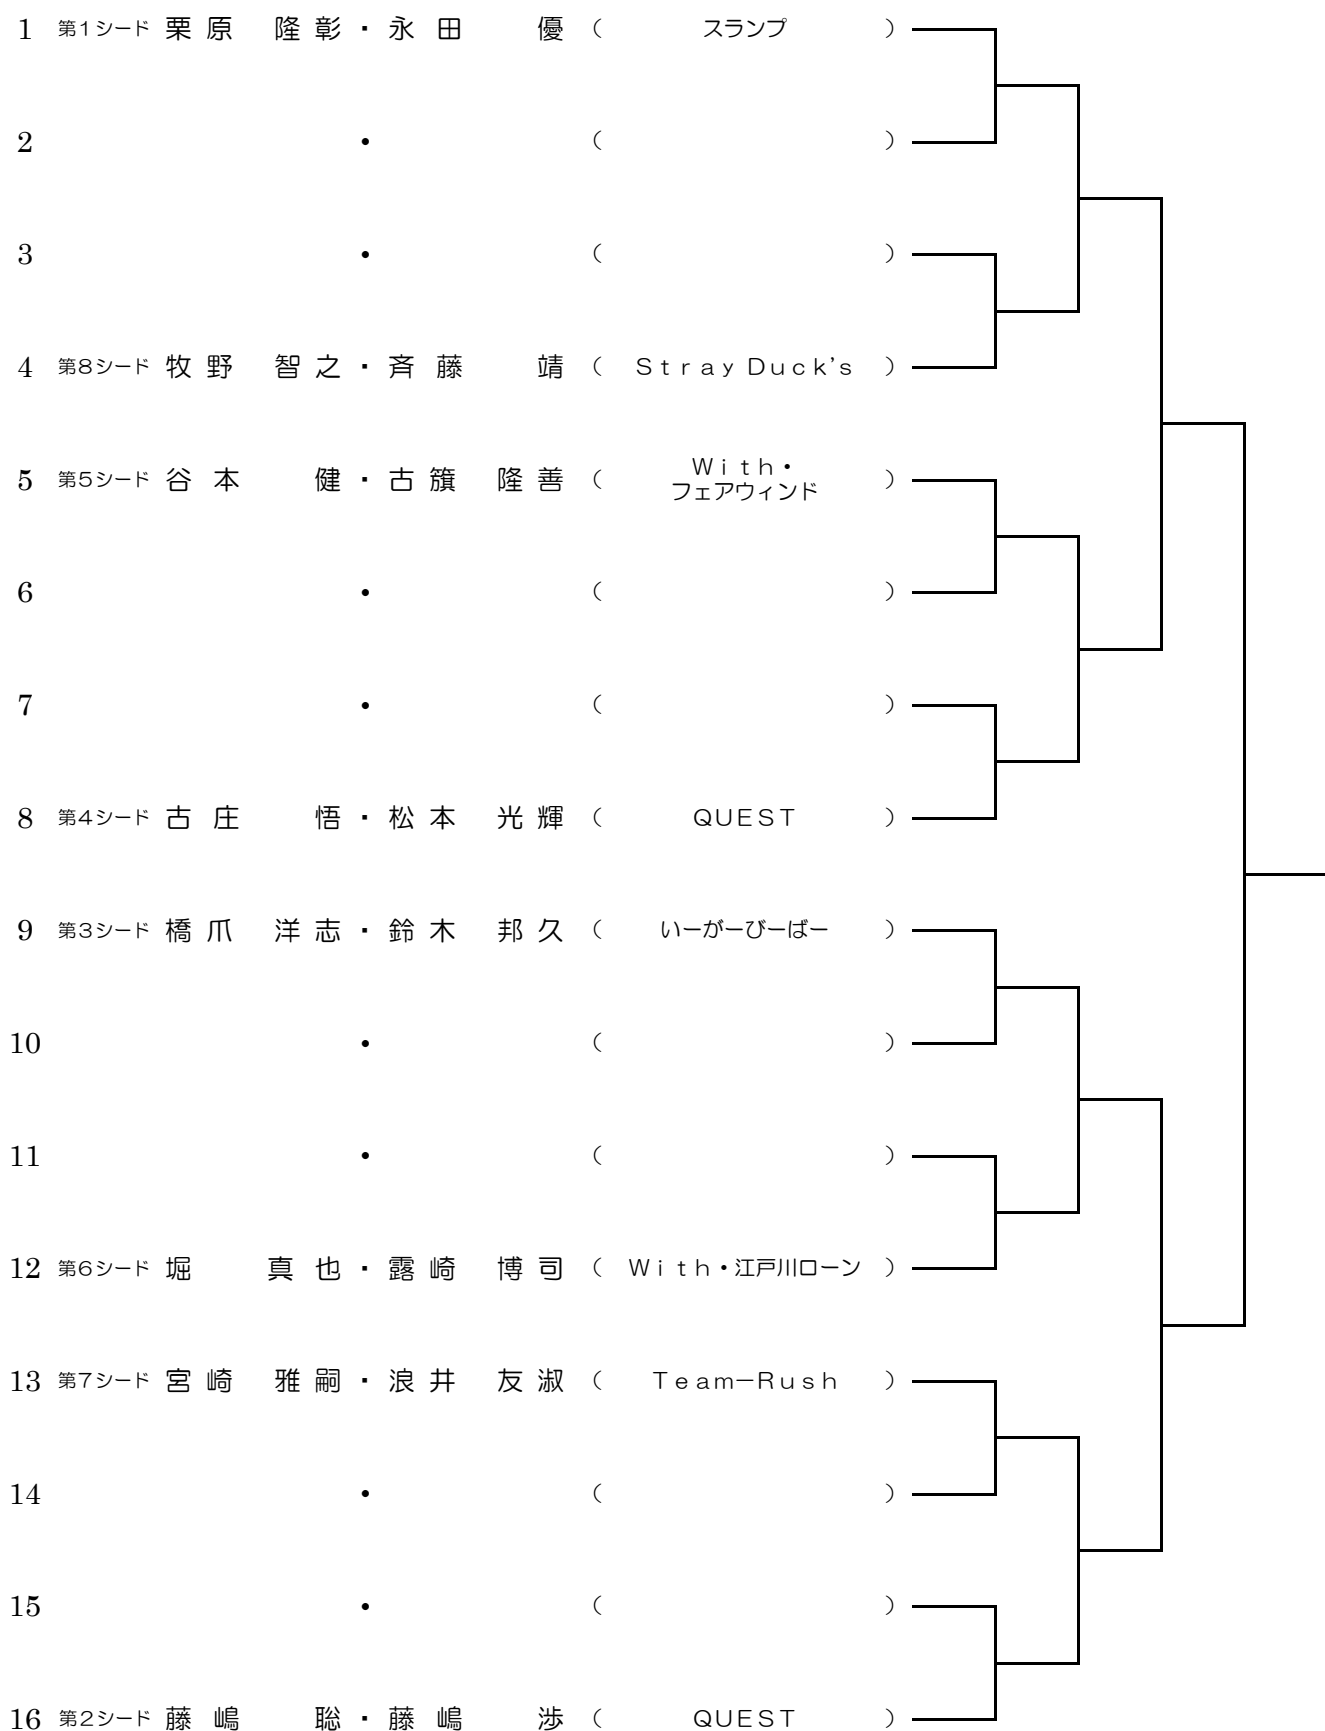 1 第1シード 栗原 隆彰・永田 優 ( スランプ )
2 ・ ( )
3 ・ ( )
4 第8シード 牧野 智之・斉藤 靖 ( Stray Duck's )
5 第5シード 谷本 健・古籏 隆善 ( With・
フェアウィンド )
6 ・ ( )
7 ・ ( )
8 第4シード 古庄 悟・松本 光輝 ( QUEST )
9 第3シード 橋爪 洋志・鈴木 邦久 ( いーがーびーばー )
10 ・ ( )
11 ・ ( )
12 第6シード 堀 真也・露崎 博司 ( With・江戸川ローン )
13 第7シード 宮崎 雅嗣・浪井 友淑 ( Team−Rush )
14 ・ ( )
15 ・ ( )
16 第2シード 藤嶋 聡・藤嶋 渉 ( QUEST )